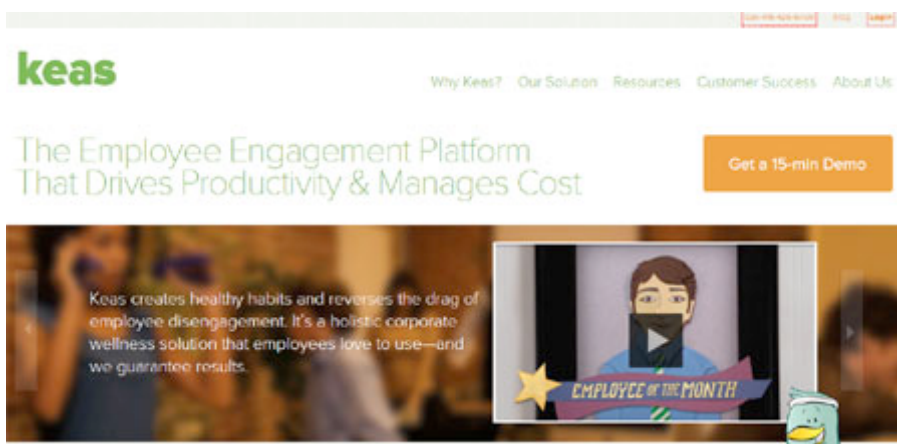 Blog Login
keas
Why Keas? Our Solution Resources Customer Success About Us
The Employee Engagement Platform
That Drives Productivity & Manages Cost
Get a 15-min Demo
Keas creates healthy habits and reverses the drag of
employee disengagement. It's a holistic corporate
wellness solution that employees love to use—and
we guarantee results.
EMPLOYEE OF THE MONTH